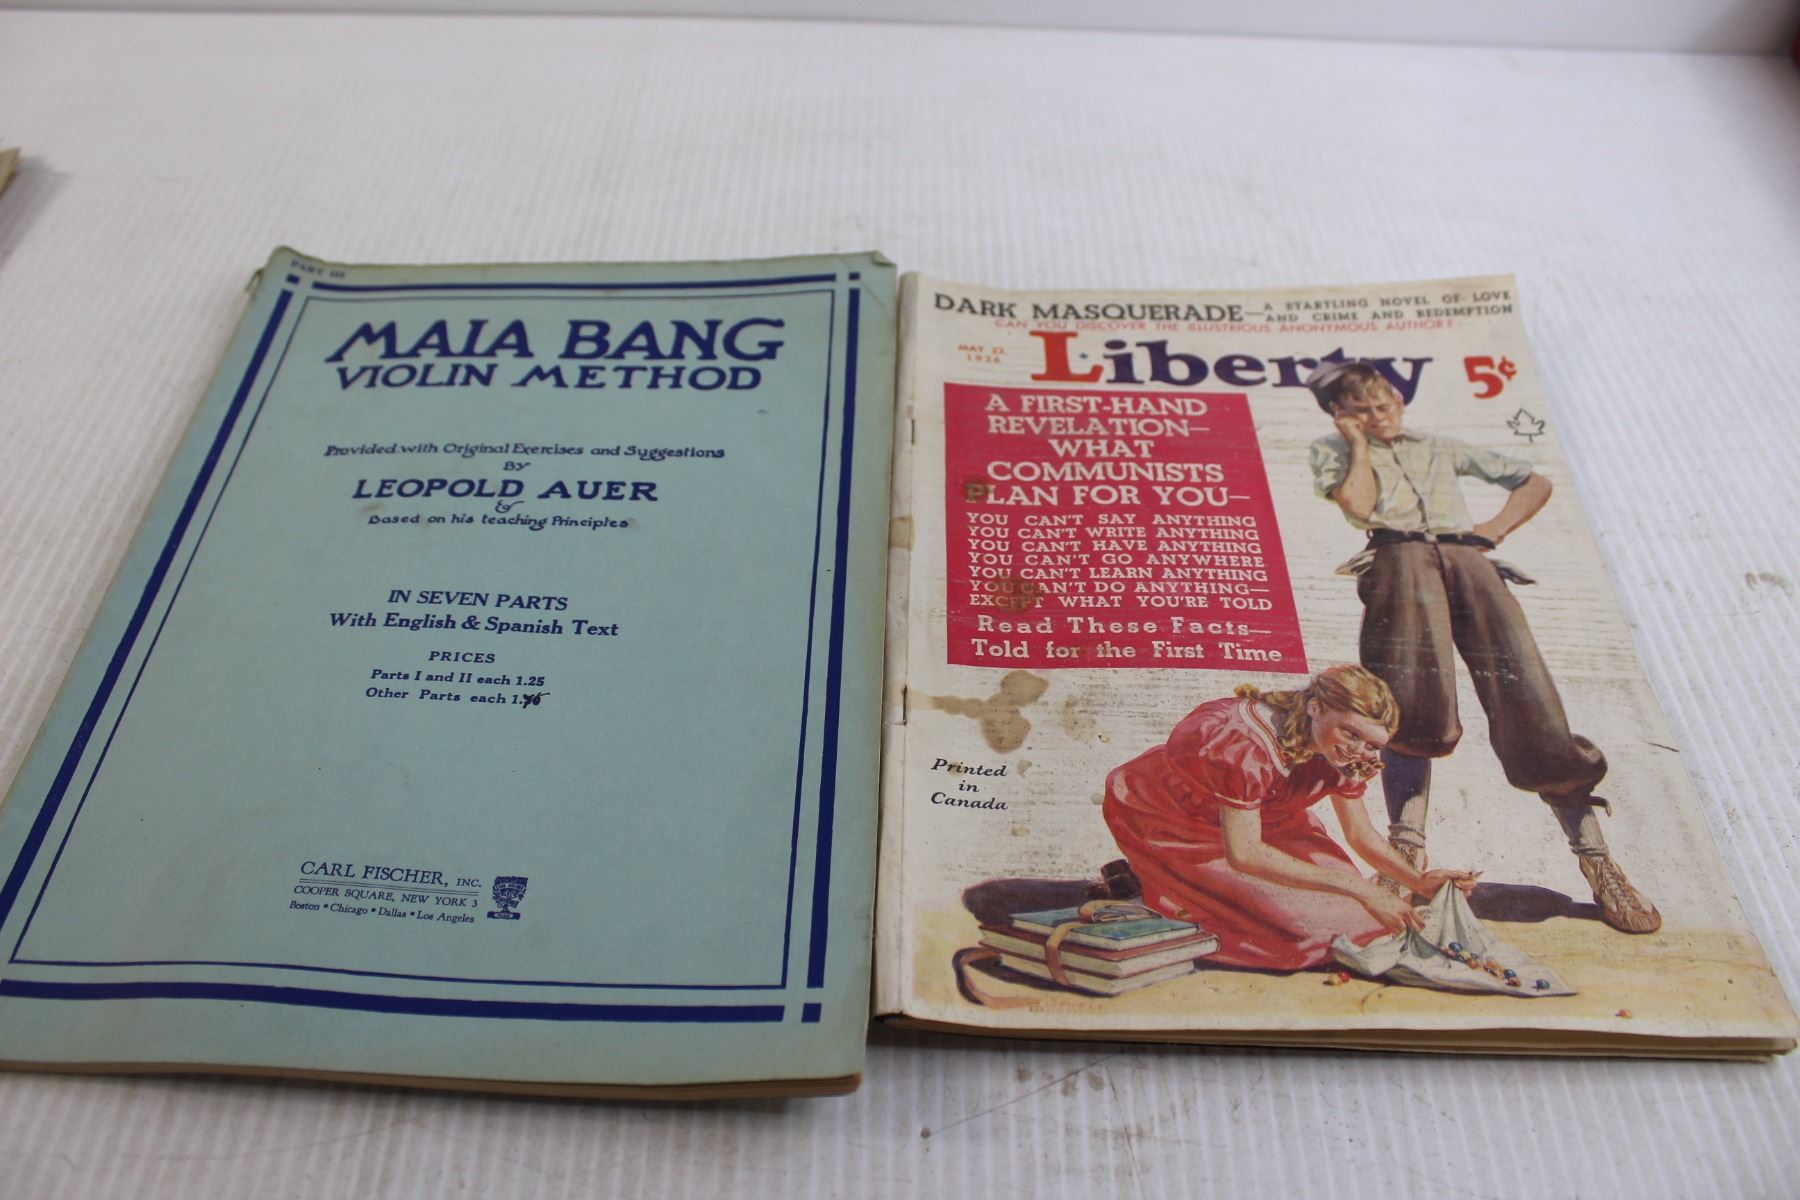 PART III
MAIA BANG
VIOLIN METHOD
Provided with Original Exercises and Suggestions
BY
LEOPOLD AUER
&
Based on his teaching Principles
IN SEVEN PARTS
With English & Spanish Text
PRICES
Parts I and II each 1.25
Other Parts each
CARL FISCHER, INC.
COOPER SQUARE, NEW YORK 3
Boston • Chicago • Dallas • Los Angeles
DARK MASQUERADE—A STARTLING NOVEL OF LOVE
AND CRIME AND REDEMPTION
CAN YOU DISCOVER THE ILLUSTRIOUS ANONYMOUS AUTHOR?
MAY 23,
1936
Liberty
5¢
A FIRST-HAND
REVELATION—
WHAT
COMMUNISTS
PLAN FOR YOU—
YOU CAN'T SAY ANYTHING
YOU CAN'T WRITE ANYTHING
YOU CAN'T HAVE ANYTHING
YOU CAN'T GO ANYWHERE
YOU CAN'T LEARN ANYTHING
YOU CAN'T DO ANYTHING—
EXCEPT WHAT YOU'RE TOLD
Read These Facts—
Told for the First Time
Printed
in
Canada